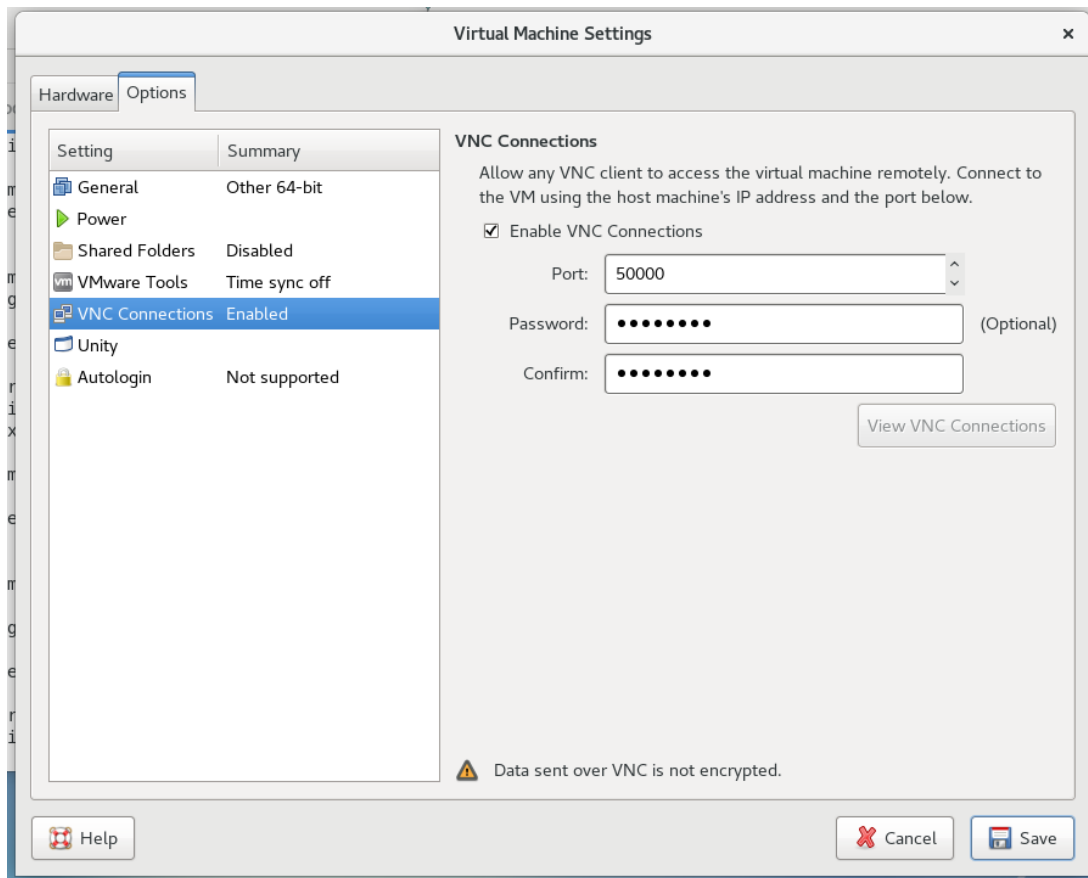 Virtual Machine Settings
Hardware
Options
Setting Summary
General Other 64-bit
Power
Shared Folders Disabled
vm VMware Tools Time sync off
VNC Connections Enabled
Unity
Autologin Not supported
VNC Connections
Allow any VNC client to access the virtual machine remotely. Connect to
the VM using the host machine's IP address and the port below.
Enable VNC Connections
Port: 50000
Password: ●●●●●●●● (Optional)
Confirm: ●●●●●●●●
View VNC Connections
Data sent over VNC is not encrypted.
Help Cancel Save